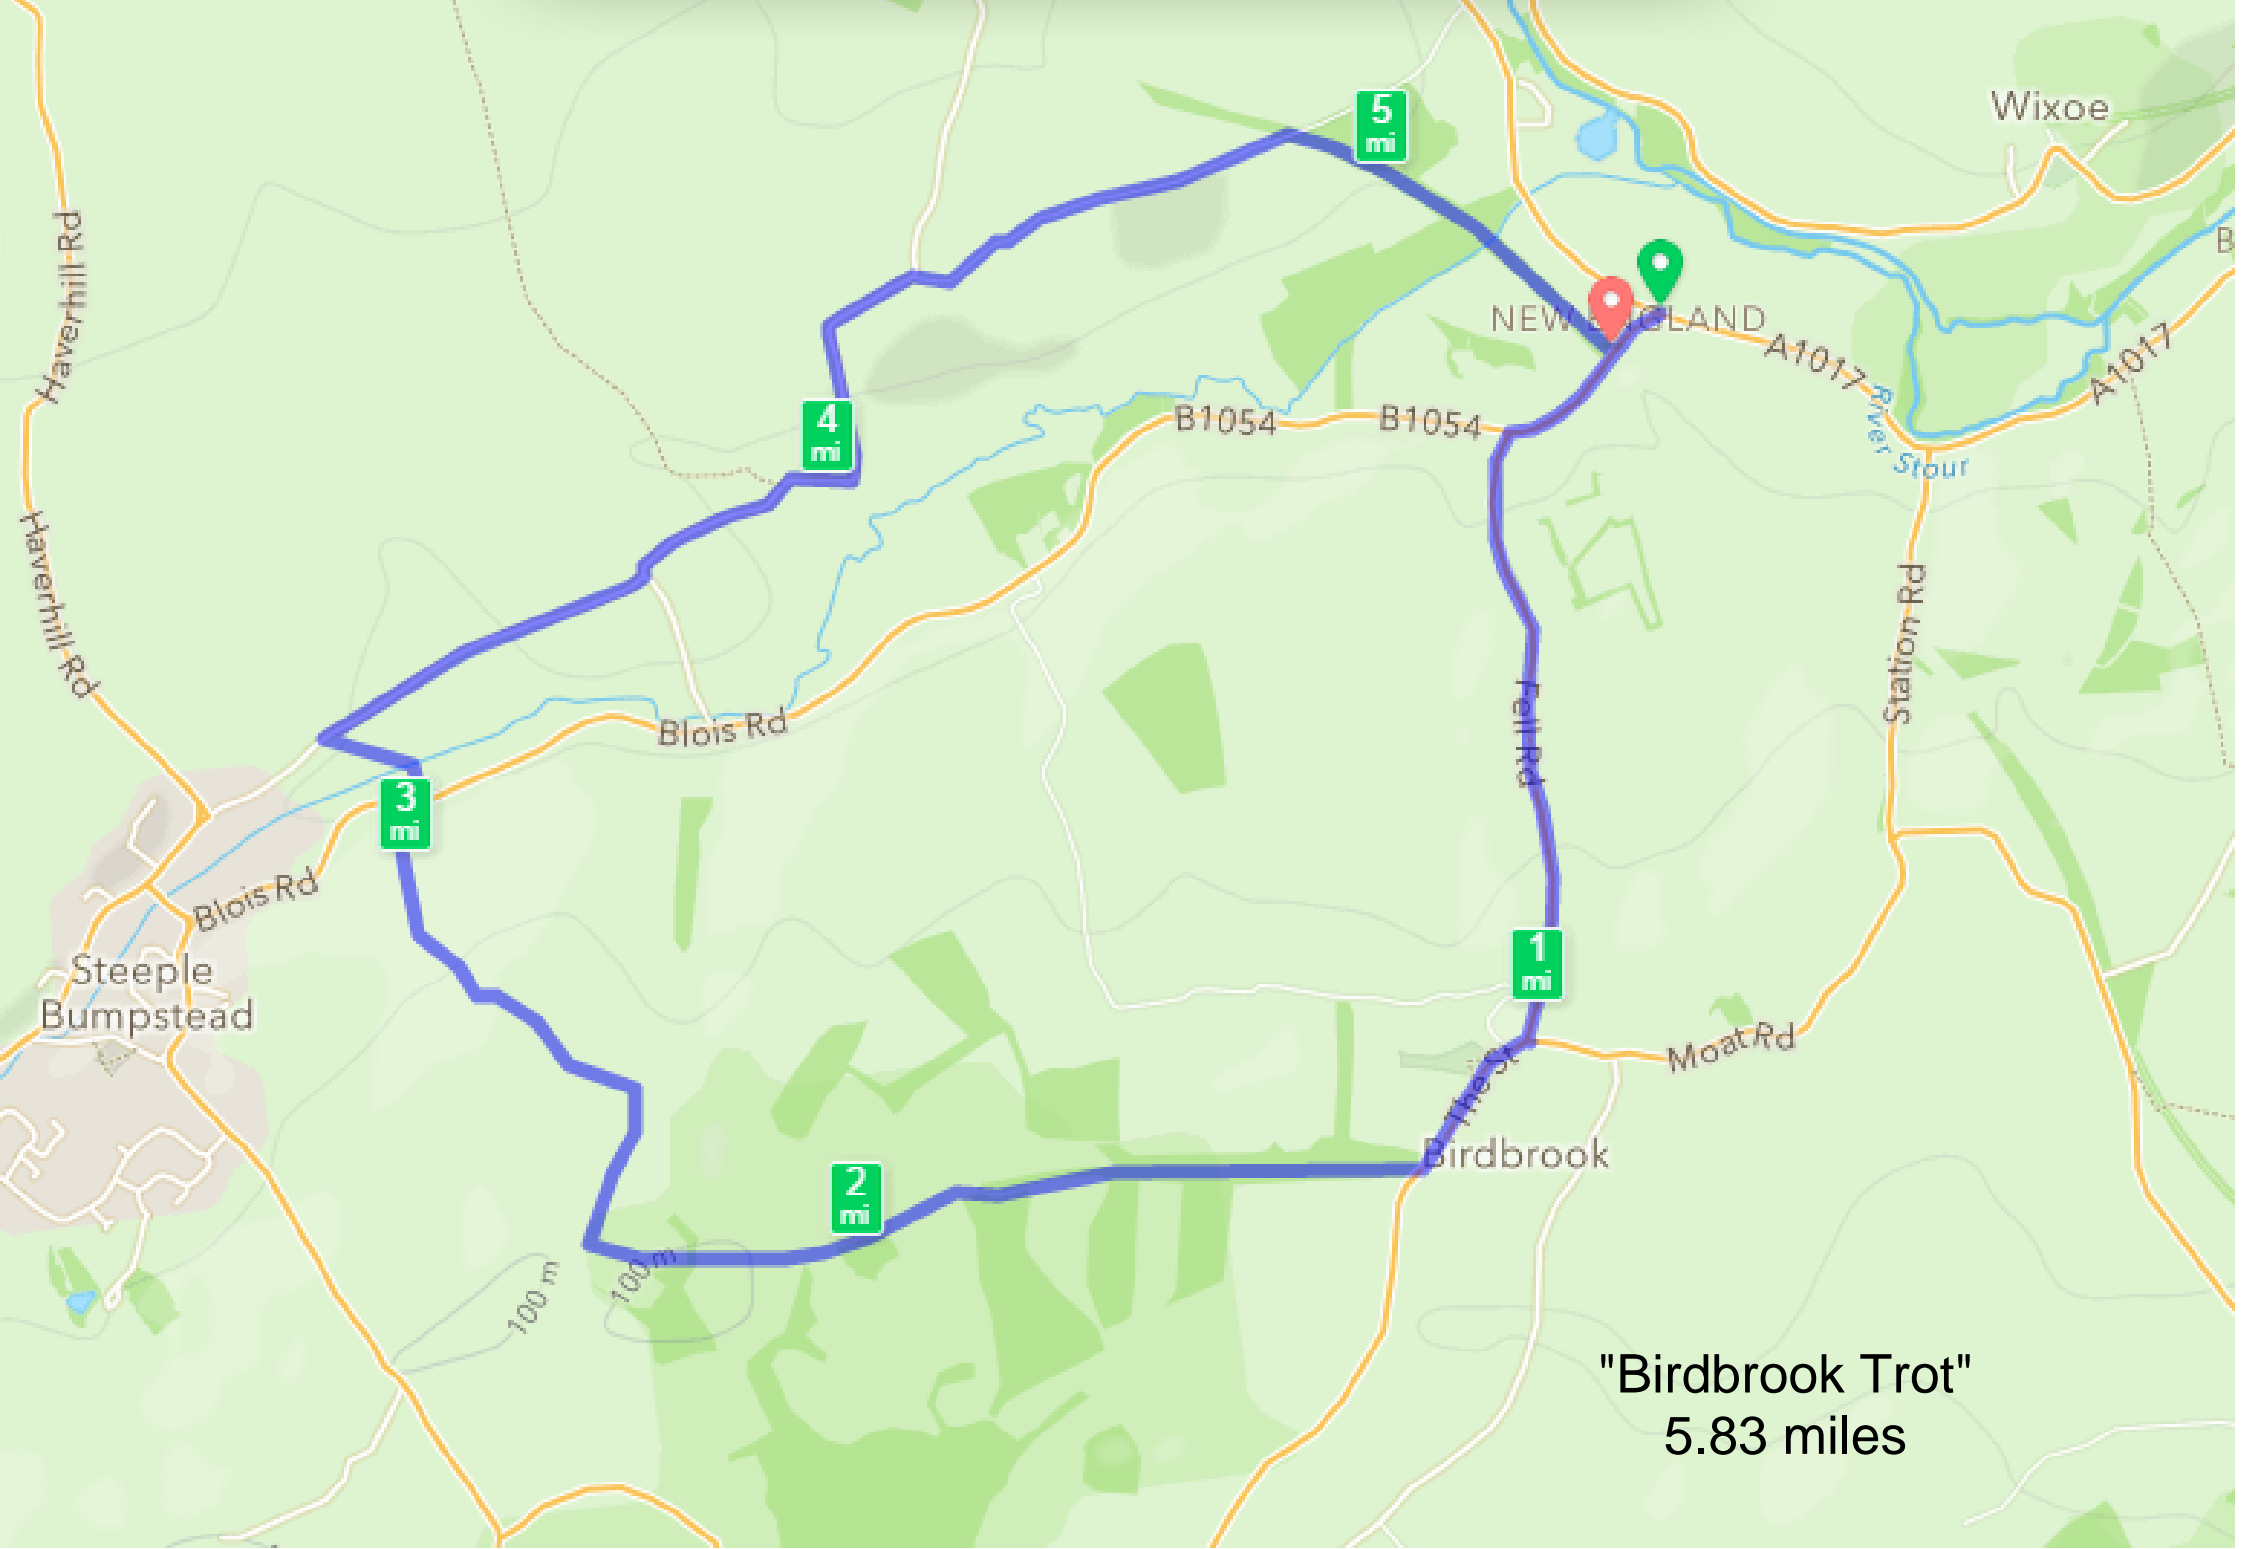 Wixoe
Haverhill Rd
5
mi
B
NEW ENGLAND
A1017
A1017
River Stour
4
mi
B1054
B1054
Haverhill Rd
Station Rd
Fell Rd
Blois Rd
3
mi
Blois Rd
Steeple
Bumpstead
1
mi
Moat Rd
The St
Birdbrook
2
mi
100 m
100 m
"Birdbrook Trot"
5.83 miles